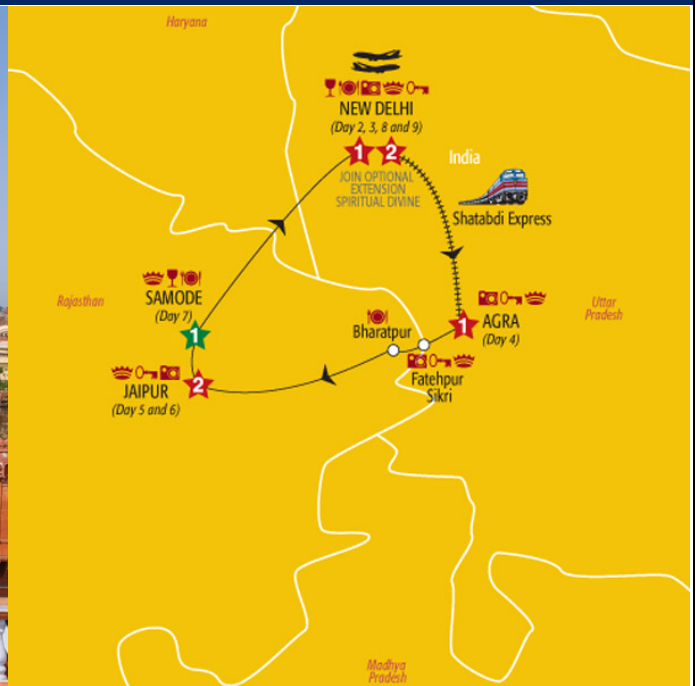 Haryana
NEW DELHI
(Day 2, 3, 8 and 9)
1
2
India
JOIN OPTIONAL
EXTENSION
SPIRITUAL DIVINE
Shatabdi Express
Rajasthan
SAMODE
(Day 7)
1
Uttar
Pradesh
Bharatpur
1
AGRA
(Day 4)
JAIPUR
(Day 5 and 6)
2
Fatehpur
Sikri
Madhya
Pradesh